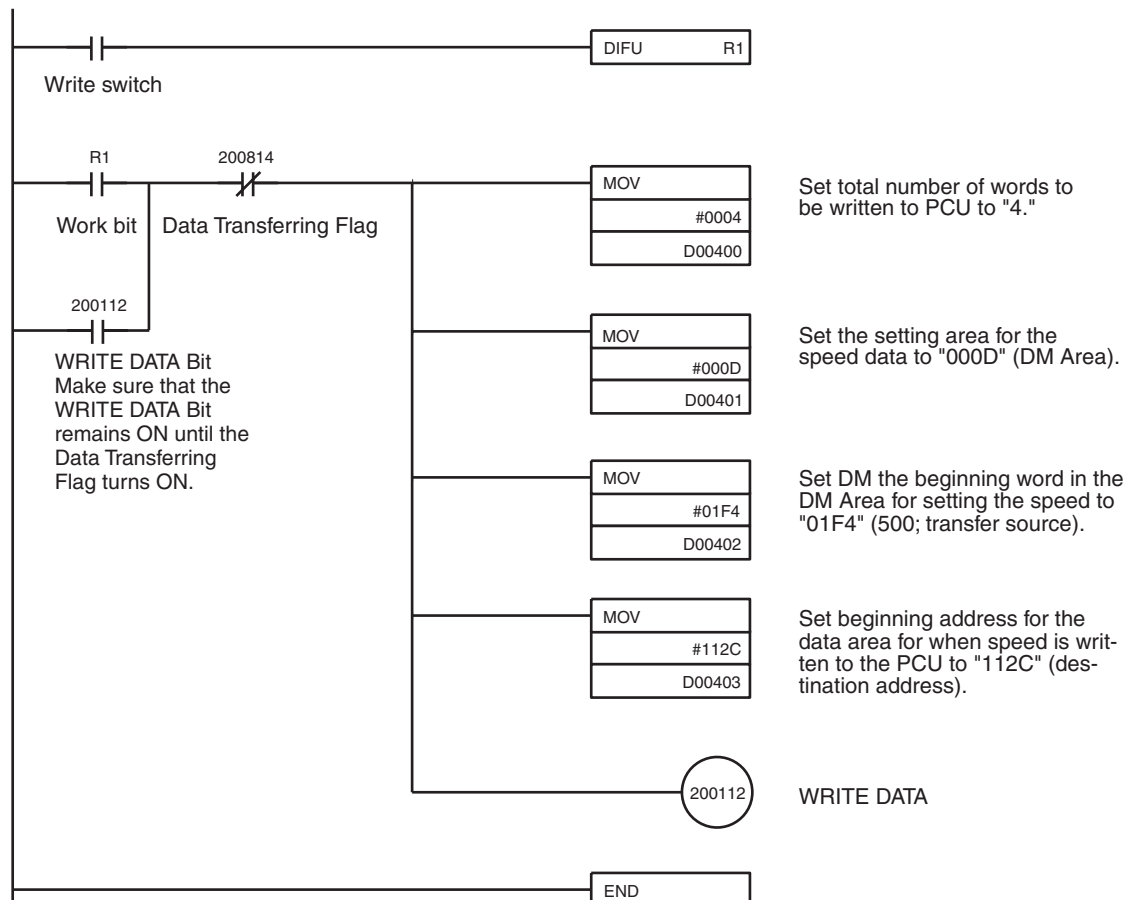 DIFU R1
Write switch
R1 200814
Work bit Data Transferring Flag
MOV
#0004
D00400
Set total number of words to
be written to PCU to "4."
200112
WRITE DATA Bit
Make sure that the
WRITE DATA Bit
remains ON until the
Data Transferring
Flag turns ON.
MOV
#000D
D00401
Set the setting area for the
speed data to "000D" (DM Area).
MOV
#01F4
D00402
Set DM the beginning word in the
DM Area for setting the speed to
"01F4" (500; transfer source).
MOV
#112C
D00403
Set beginning address for the
data area for when speed is writ-
ten to the PCU to "112C" (des-
tination address).
200112
WRITE DATA
END